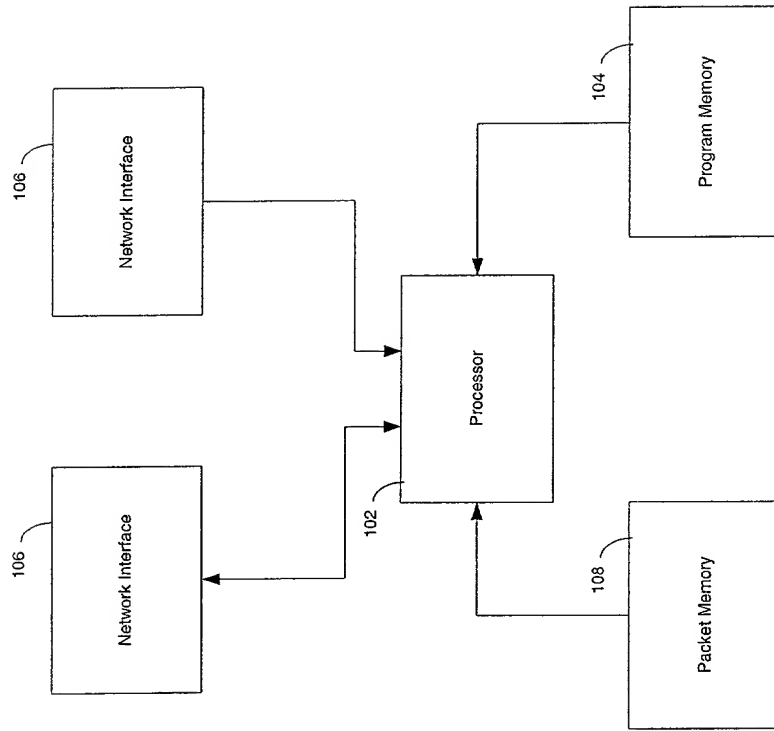 106
Network Interface
106
Network Interface
102
Processor
108
Packet Memory
104
Program Memory